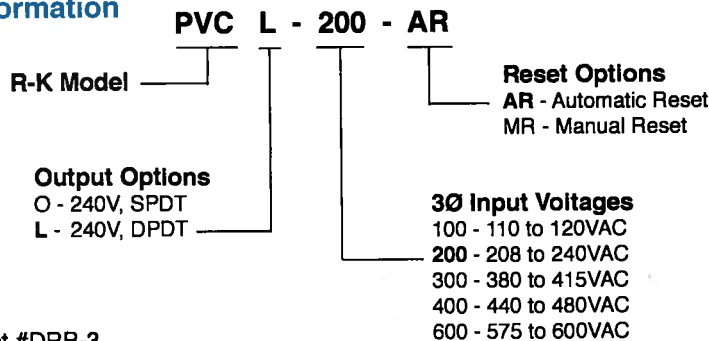 ormation
PVC L - 200 - AR
R-K Model
Reset Options
AR - Automatic Reset
MR - Manual Reset
Output Options
O - 240V, SPDT
L - 240V, DPDT
3Ø Input Voltages
100 - 110 to 120VAC
200 - 208 to 240VAC
300 - 380 to 415VAC
400 - 440 to 480VAC
600 - 575 to 600VAC